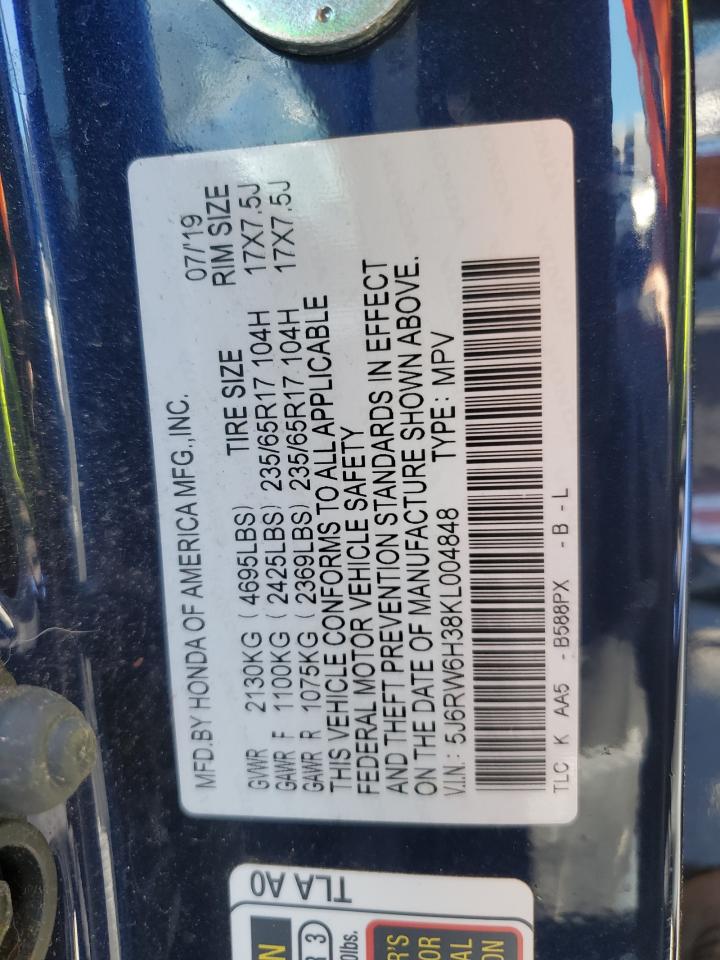 MFD.BY HONDA OF AMERICA MFG.,INC. 07/'19
TIRE SIZE RIM SIZE
GVWR 2130KG ( 4695LBS)
GAWR F 1100KG ( 2425LBS) 235/65R17 104H 17X7.5J
GAWR R 1075KG ( 2369LBS) 235/65R17 104H 17X7.5J
THIS VEHICLE CONFORMS TO ALL APPLICABLE
FEDERAL MOTOR VEHICLE SAFETY
AND THEFT PREVENTION STANDARDS IN EFFECT
ON THE DATE OF MANUFACTURE SHOWN ABOVE.
V.I.N: 5J6RW6H38KL004848 TYPE: MPV
TLC K AA5 - B588PX - B - L
TLA A0
3
0lbs.